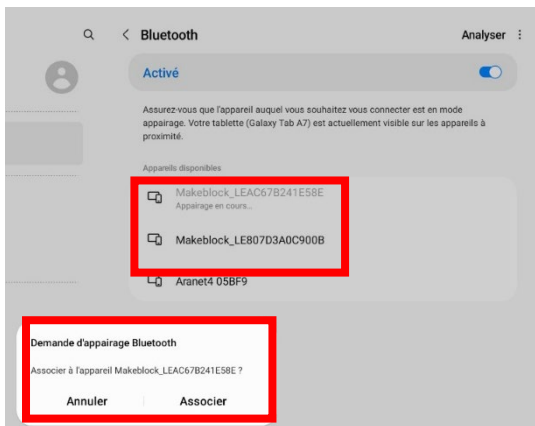 Bluetooth
Analyser
Activé
Assurez-vous que l'appareil auquel vous souhaitez vous connecter est en mode
appairage. Votre tablette (Galaxy Tab A7) est actuellement visible sur les appareils à
proximité.
Appareils disponibles
Makeblock_LEAC67B241E58E
Appairage en cours...
Makeblock_LE807D3A0C900B
Aranet4 05BF9
Demande d'appairage Bluetooth
Associer à l'appareil Makeblock_LEAC67B241E58E ?
Annuler
Associer